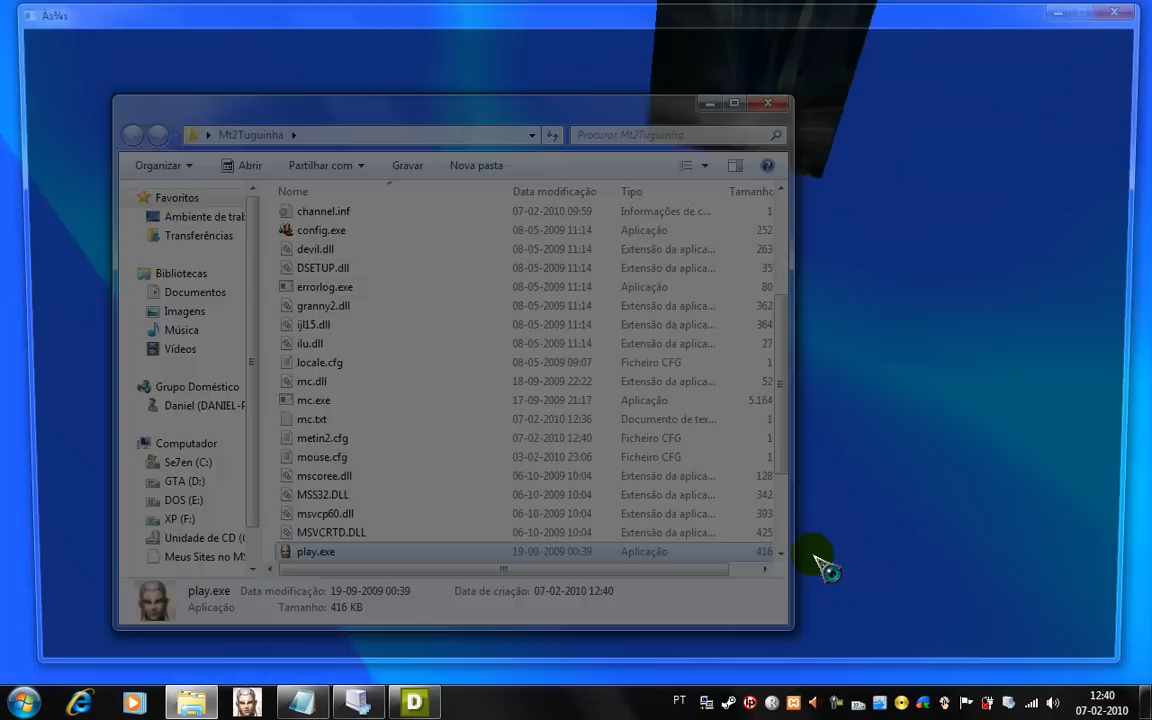 Às¾s
Mt2Tuguinha
Procurar Mt2Tuguinha
Organizar Abrir Partilhar com Gravar Nova pasta
Nome Data modificação Tipo Tamanho
channel.inf 07-02-2010 09:59 Informações de c... 1
config.exe 08-05-2009 11:14 Aplicação 252
devil.dll 08-05-2009 11:14 Extensão da aplica... 263
DSETUP.dll 08-05-2009 11:14 Extensão da aplica... 35
errorlog.exe 08-05-2009 11:14 Aplicação 80
granny2.dll 08-05-2009 11:14 Extensão da aplica... 362
ijl15.dll 08-05-2009 11:14 Extensão da aplica... 364
ilu.dll 08-05-2009 11:14 Extensão da aplica... 27
locale.cfg 08-05-2009 09:07 Ficheiro CFG 1
mc.dll 18-09-2009 22:22 Extensão da aplica... 52
mc.exe 17-09-2009 21:17 Aplicação 5.164
mc.txt 07-02-2010 12:36 Documento de tex... 1
metin2.cfg 07-02-2010 12:40 Ficheiro CFG 1
mouse.cfg 03-02-2010 23:06 Ficheiro CFG 1
mscoree.dll 06-10-2009 10:04 Extensão da aplica... 128
MSS32.DLL 06-10-2009 10:04 Extensão da aplica... 342
msvcp60.dll 06-10-2009 10:04 Extensão da aplica... 393
MSVCRTD.DLL 06-10-2009 10:04 Extensão da aplica... 425
play.exe 19-09-2009 00:39 Aplicação 416
Favoritos
Ambiente de trab
Transferências
Bibliotecas
Documentos
Imagens
Música
Vídeos
Grupo Doméstico
Daniel (DANIEL-P
Computador
Se7en (C:)
GTA (D:)
DOS (E:)
XP (F:)
Unidade de CD (
Meus Sites no MS
play.exe Data modificação: 19-09-2009 00:39 Data de criação: 07-02-2010 12:40
Aplicação Tamanho: 416 KB
D
PT
12:40
07-02-2010